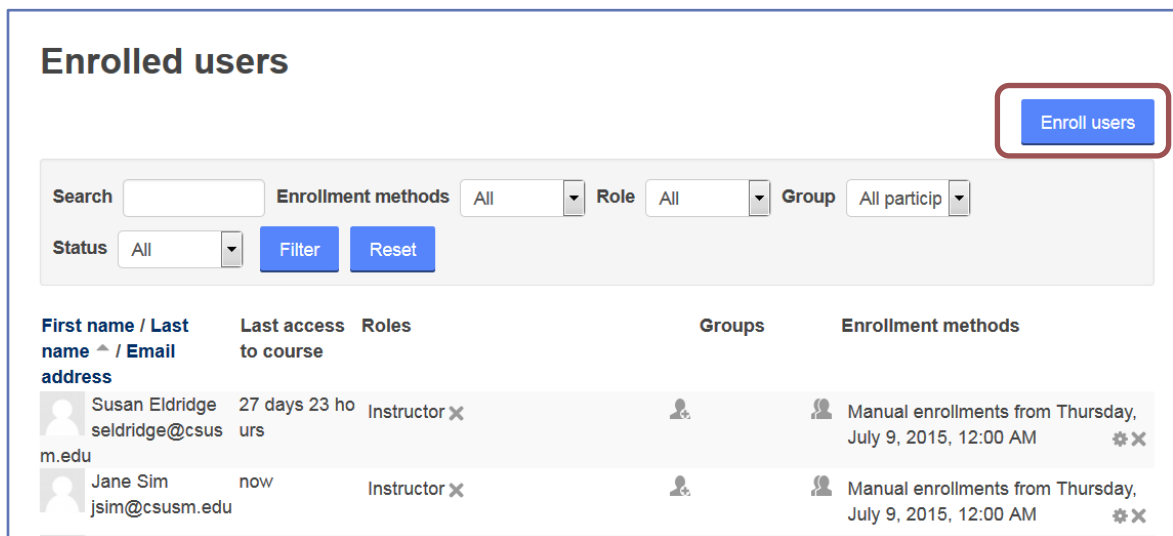 Enrolled users
Enroll users
Search Enrollment methods All Role All Group All particip
Status All Filter Reset
First name / Last Last access Roles Groups Enrollment methods
name / Email to course
address
Susan Eldridge 27 days 23 ho Instructor Manual enrollments from Thursday,
seldridge@csus urs July 9, 2015, 12:00 AM
m.edu
Jane Sim now Instructor Manual enrollments from Thursday,
jsim@csusm.edu July 9, 2015, 12:00 AM